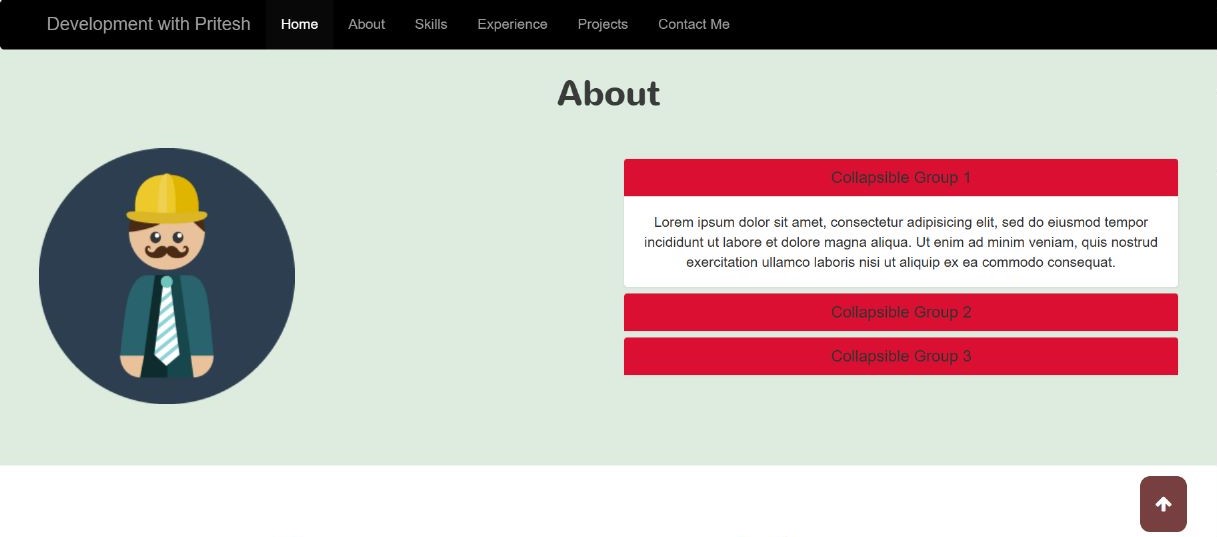 Development with Pritesh Home About Skills Experience Projects Contact Me
About
Collapsible Group 1
Lorem ipsum dolor sit amet, consectetur adipisicing elit, sed do eiusmod tempor
incididunt ut labore et dolore magna aliqua. Ut enim ad minim veniam, quis nostrud
exercitation ullamco laboris nisi ut aliquip ex ea commodo consequat.
Collapsible Group 2
Collapsible Group 3